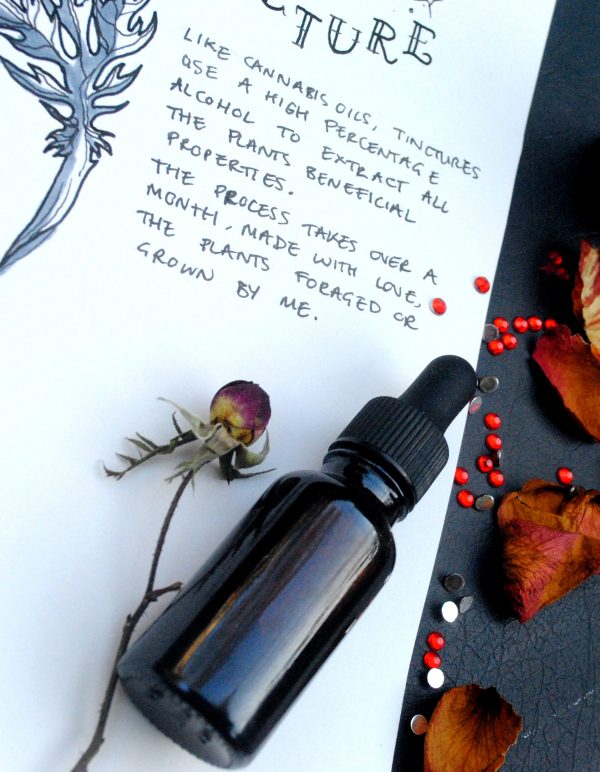 CTURE
LIKE CANNABIS OILS, TINCTURES
USE A HIGH PERCENTAGE
ALCOHOL TO EXTRACT ALL
THE PLANTS BENEFICIAL
PROPERTIES.
THE PROCESS TAKES OVER A
MONTH, MADE WITH LOVE,
THE PLANTS FORAGED OR
GROWN BY ME.